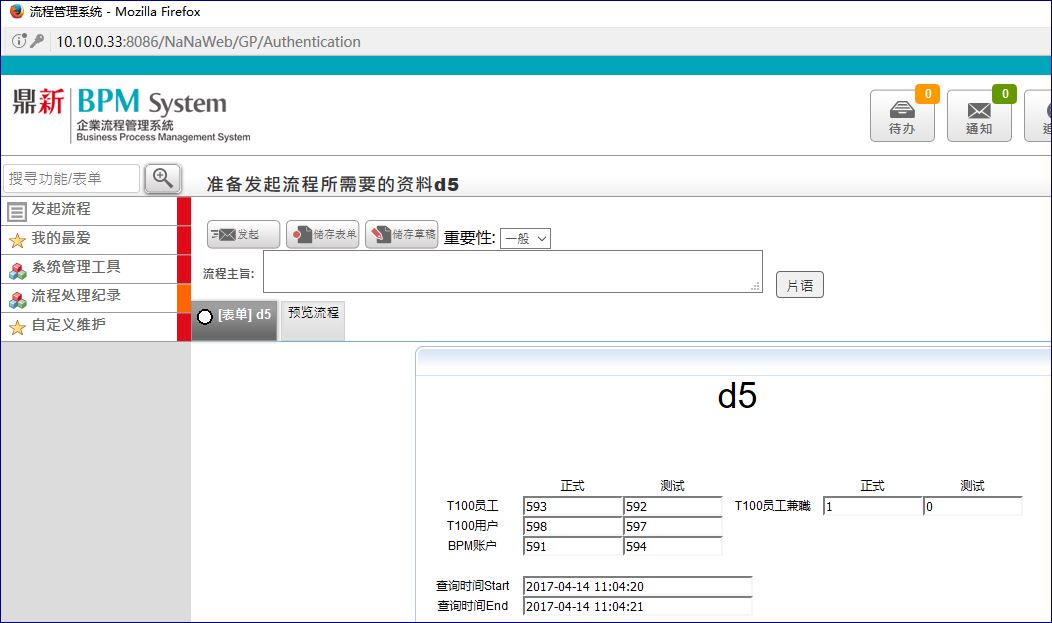 流程管理系统 - Mozilla Firefox
10.10.0.33:8086/NaNaWeb/GP/Authentication
鼎新 BPM System
企業流程管理系統
Business Process Management System
0 0
待办 通知
搜寻功能/表单
准备发起流程所需要的资料d5
发起流程
我的最爱
系统管理工具
流程处理纪录
自定义维护
发起 储存表单 储存草稿 重要性: 一般
流程主旨: 片语
[表单] d5 预览流程
d5
正式 测试 正式 测试
T100员工 593 592 T100员工兼職 1 0
T100用户 598 597
BPM账户 591 594
查询时间Start 2017-04-14 11:04:20
查询时间End 2017-04-14 11:04:21